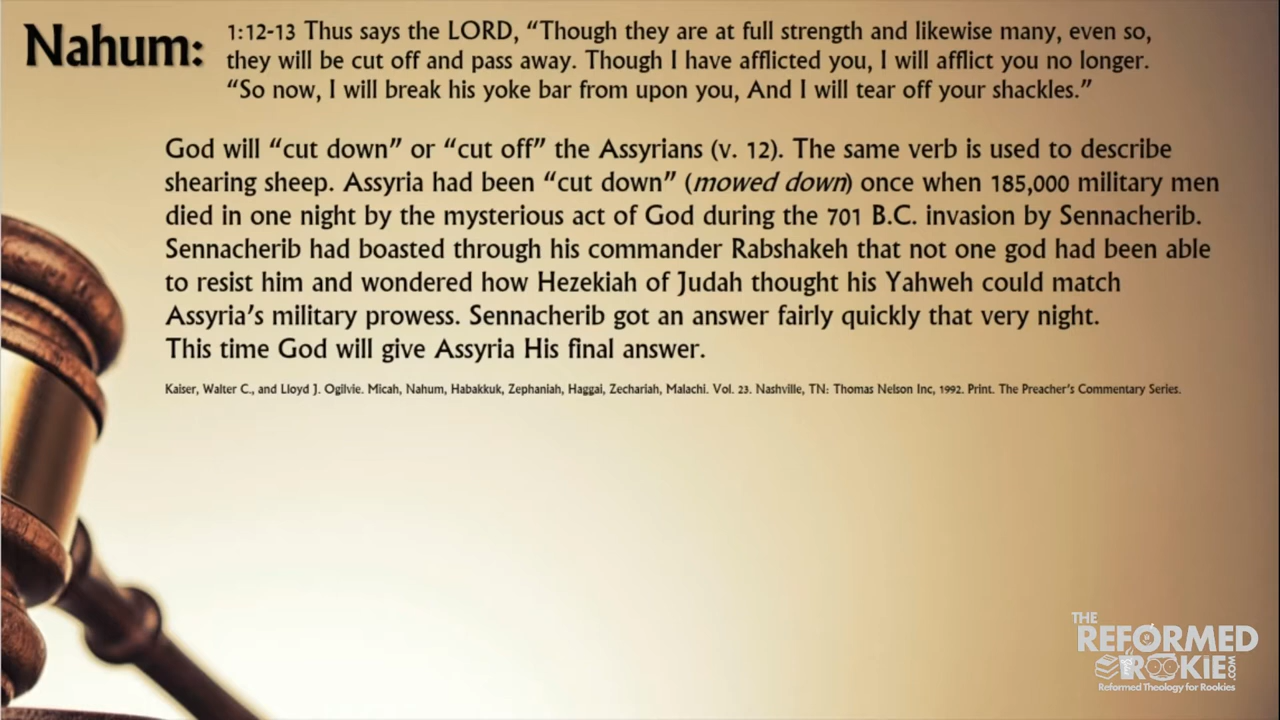 Nahum:
1:12-13 Thus says the LORD, “Though they are at full strength and likewise many, even so,
they will be cut off and pass away. Though I have afflicted you, I will afflict you no longer.
“So now, I will break his yoke bar from upon you, And I will tear off your shackles.”
God will “cut down” or “cut off” the Assyrians (v. 12). The same verb is used to describe
shearing sheep. Assyria had been “cut down” (mowed down) once when 185,000 military men
died in one night by the mysterious act of God during the 701 B.C. invasion by Sennacherib.
Sennacherib had boasted through his commander Rabshakeh that not one god had been able
to resist him and wondered how Hezekiah of Judah thought his Yahweh could match
Assyria’s military prowess. Sennacherib got an answer fairly quickly that very night.
This time God will give Assyria His final answer.
Kaiser, Walter C., and Lloyd J. Ogilvie. Micah, Nahum, Habakkuk, Zephaniah, Haggai, Zechariah, Malachi. Vol. 23. Nashville, TN: Thomas Nelson Inc, 1992. Print. The Preacher’s Commentary Series.
THE
REFORMED
ROOKIE.COM
Reformed Theology for Rookies